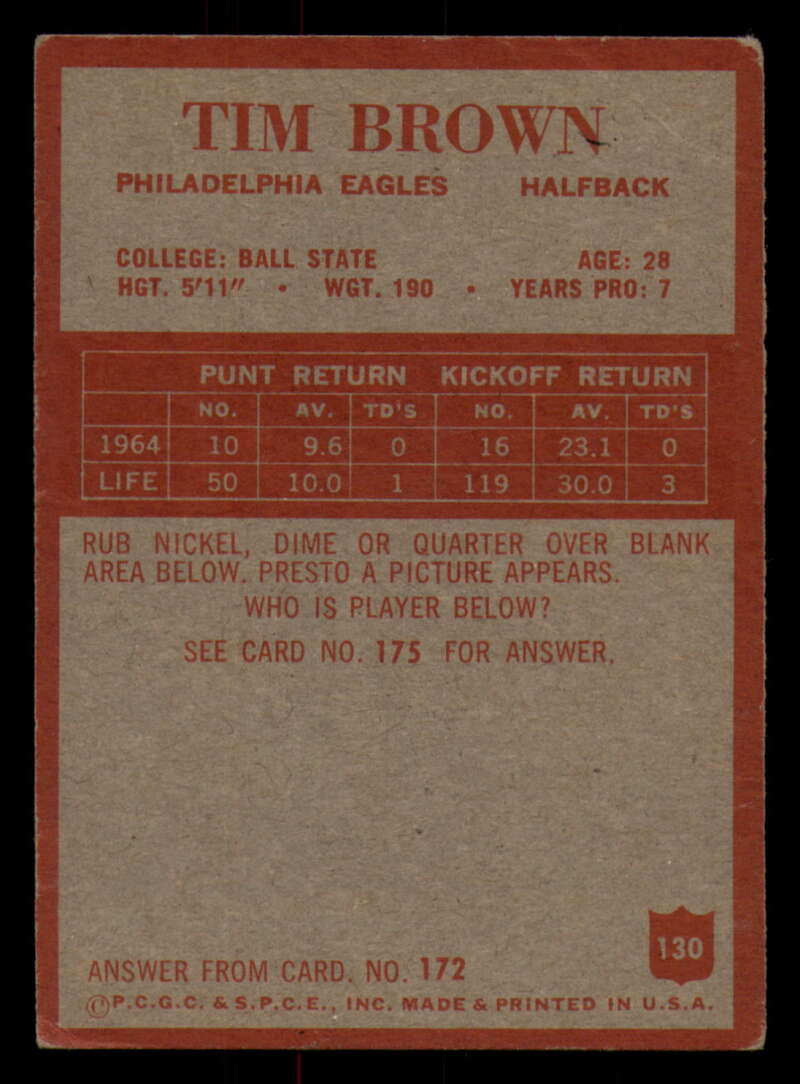 TIM BROWN
PHILADELPHIA EAGLES HALFBACK
COLLEGE: BALL STATE AGE: 28
HGT. 5'11" • WGT. 190 • YEARS PRO: 7
PUNT RETURN KICKOFF RETURN
NO. AV. TD'S NO. AV. TD'S
1964 10 9.6 0 16 23.1 0
LIFE 50 10.0 1 119 30.0 3
RUB NICKEL, DIME OR QUARTER OVER BLANK
AREA BELOW. PRESTO A PICTURE APPEARS.
WHO IS PLAYER BELOW?
SEE CARD NO. 175 FOR ANSWER.
130
ANSWER FROM CARD. NO. 172
©P.C.G.C. & S.P.C.E., INC. MADE & PRINTED IN U.S.A.